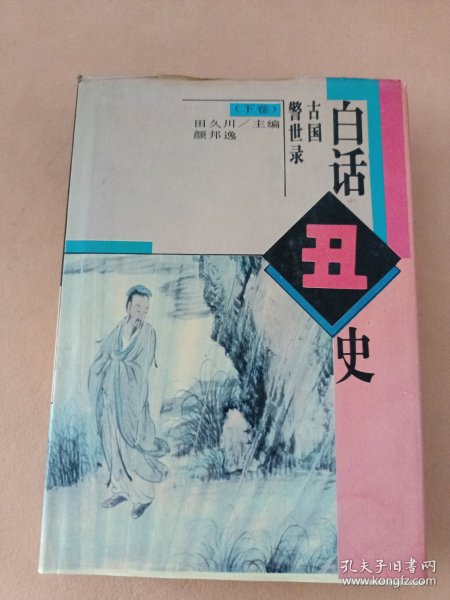 白话丑史
古国
警世录
（下卷）
田久川／主编
颜邦逸
孔夫子旧书网
kongfz.com